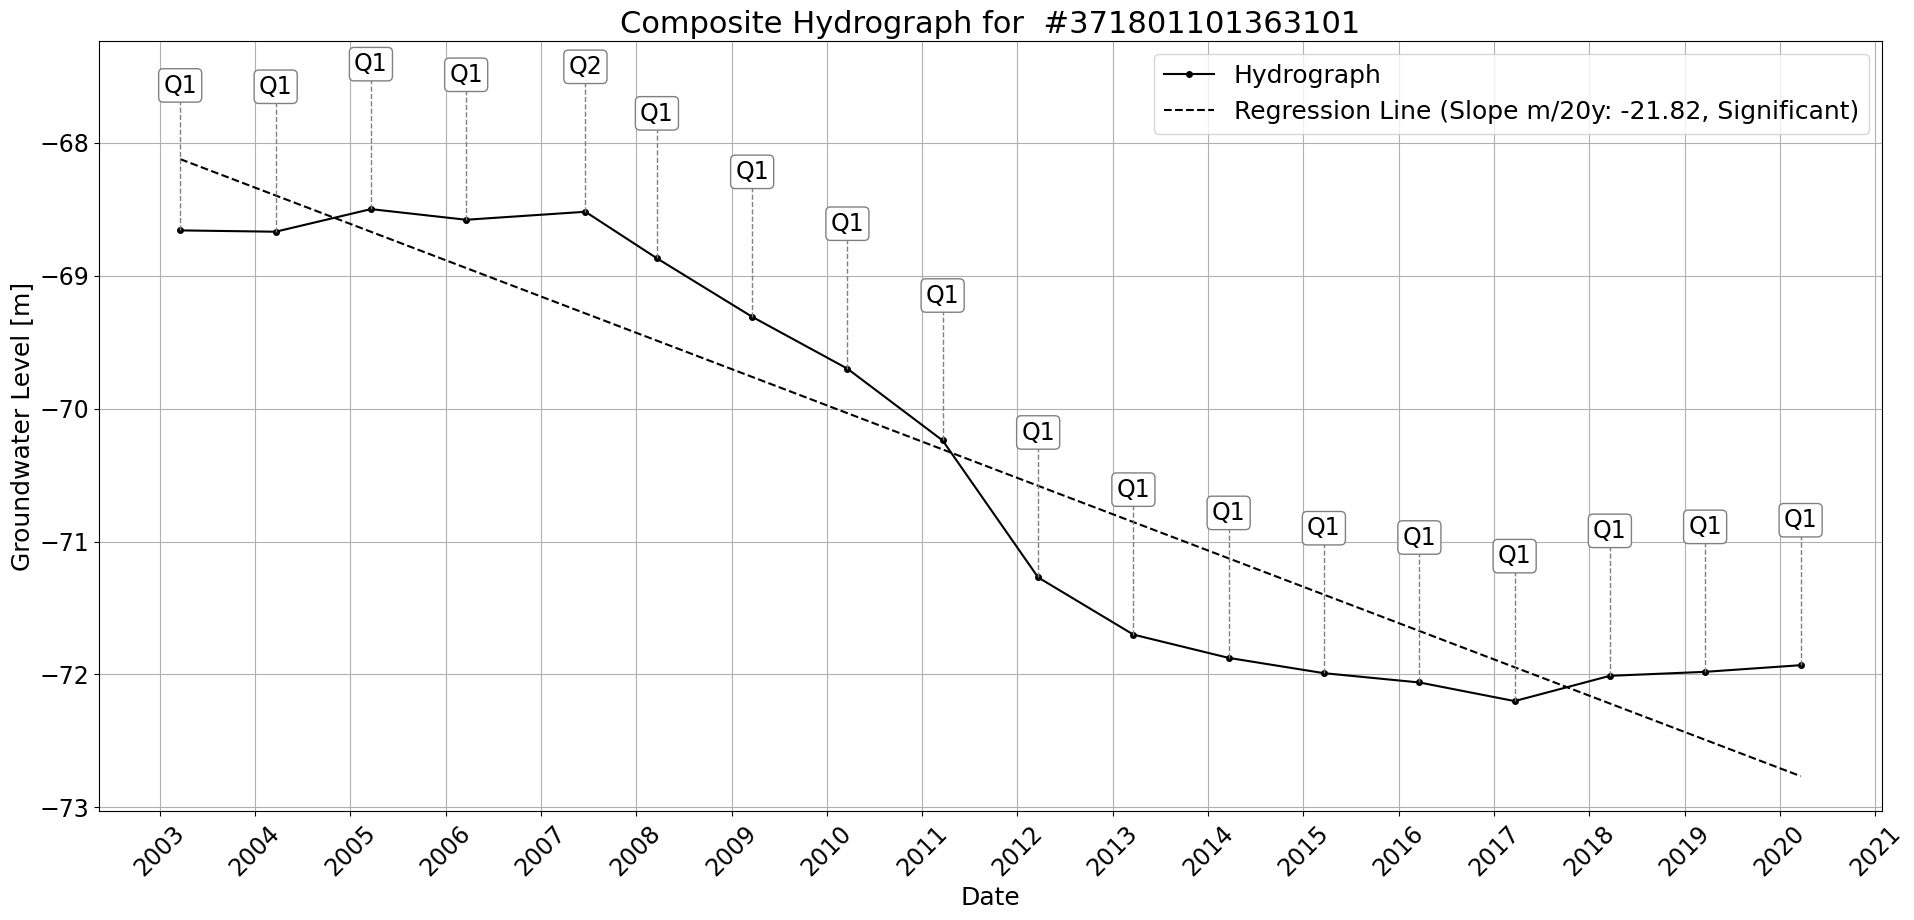 Composite Hydrograph for  #371801101363101
Hydrograph
Regression Line (Slope m/20y: -21.82, Significant)
Q1
Q1
Q1
Q1
Q2
Q1
Q1
Q1
Q1
Q1
Q1
Q1
Q1
Q1
Q1
Q1
Q1
Q1
Groundwater Level [m]
−68
−69
−70
−71
−72
−73
2003
2004
2005
2006
2007
2008
2009
2010
2011
2012
2013
2014
2015
2016
2017
2018
2019
2020
2021
Date